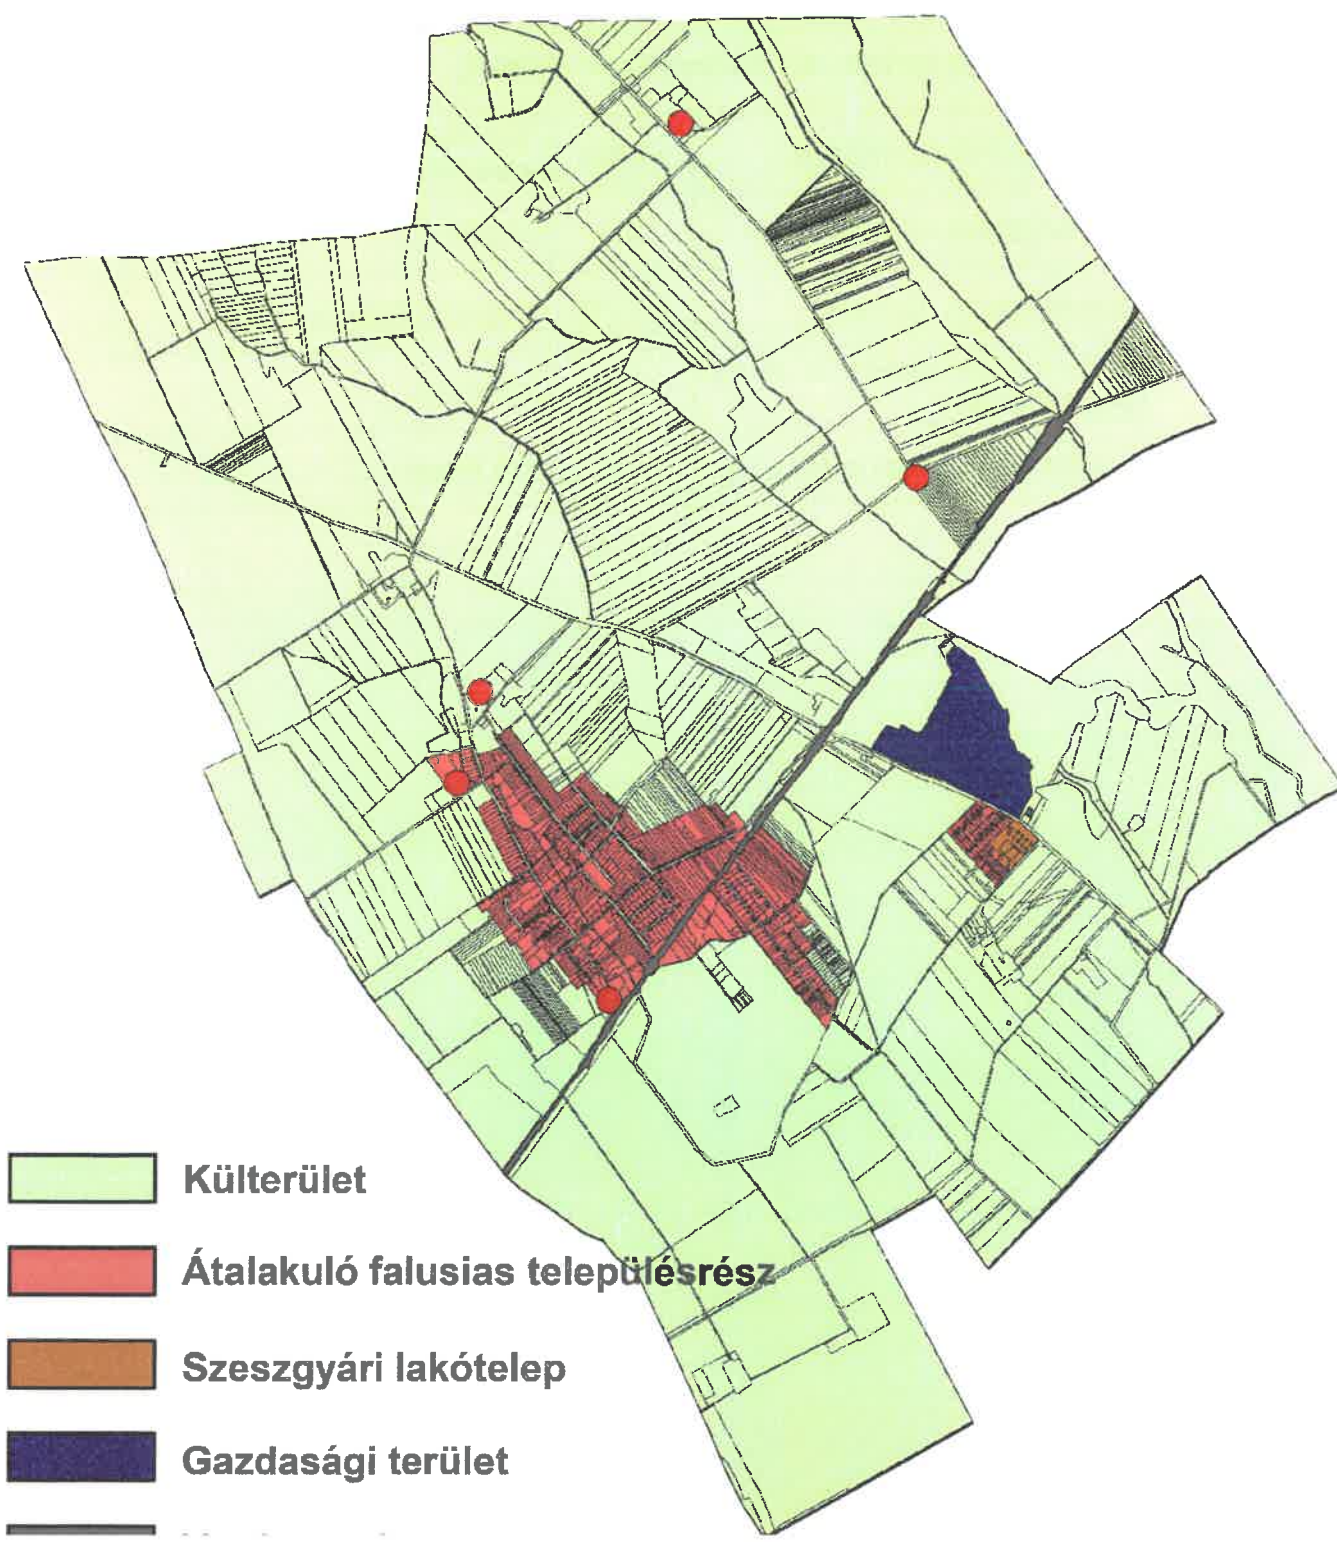 Külterület
Átalakuló falusias településrész
Szeszgyári lakótelep
Gazdasági terület